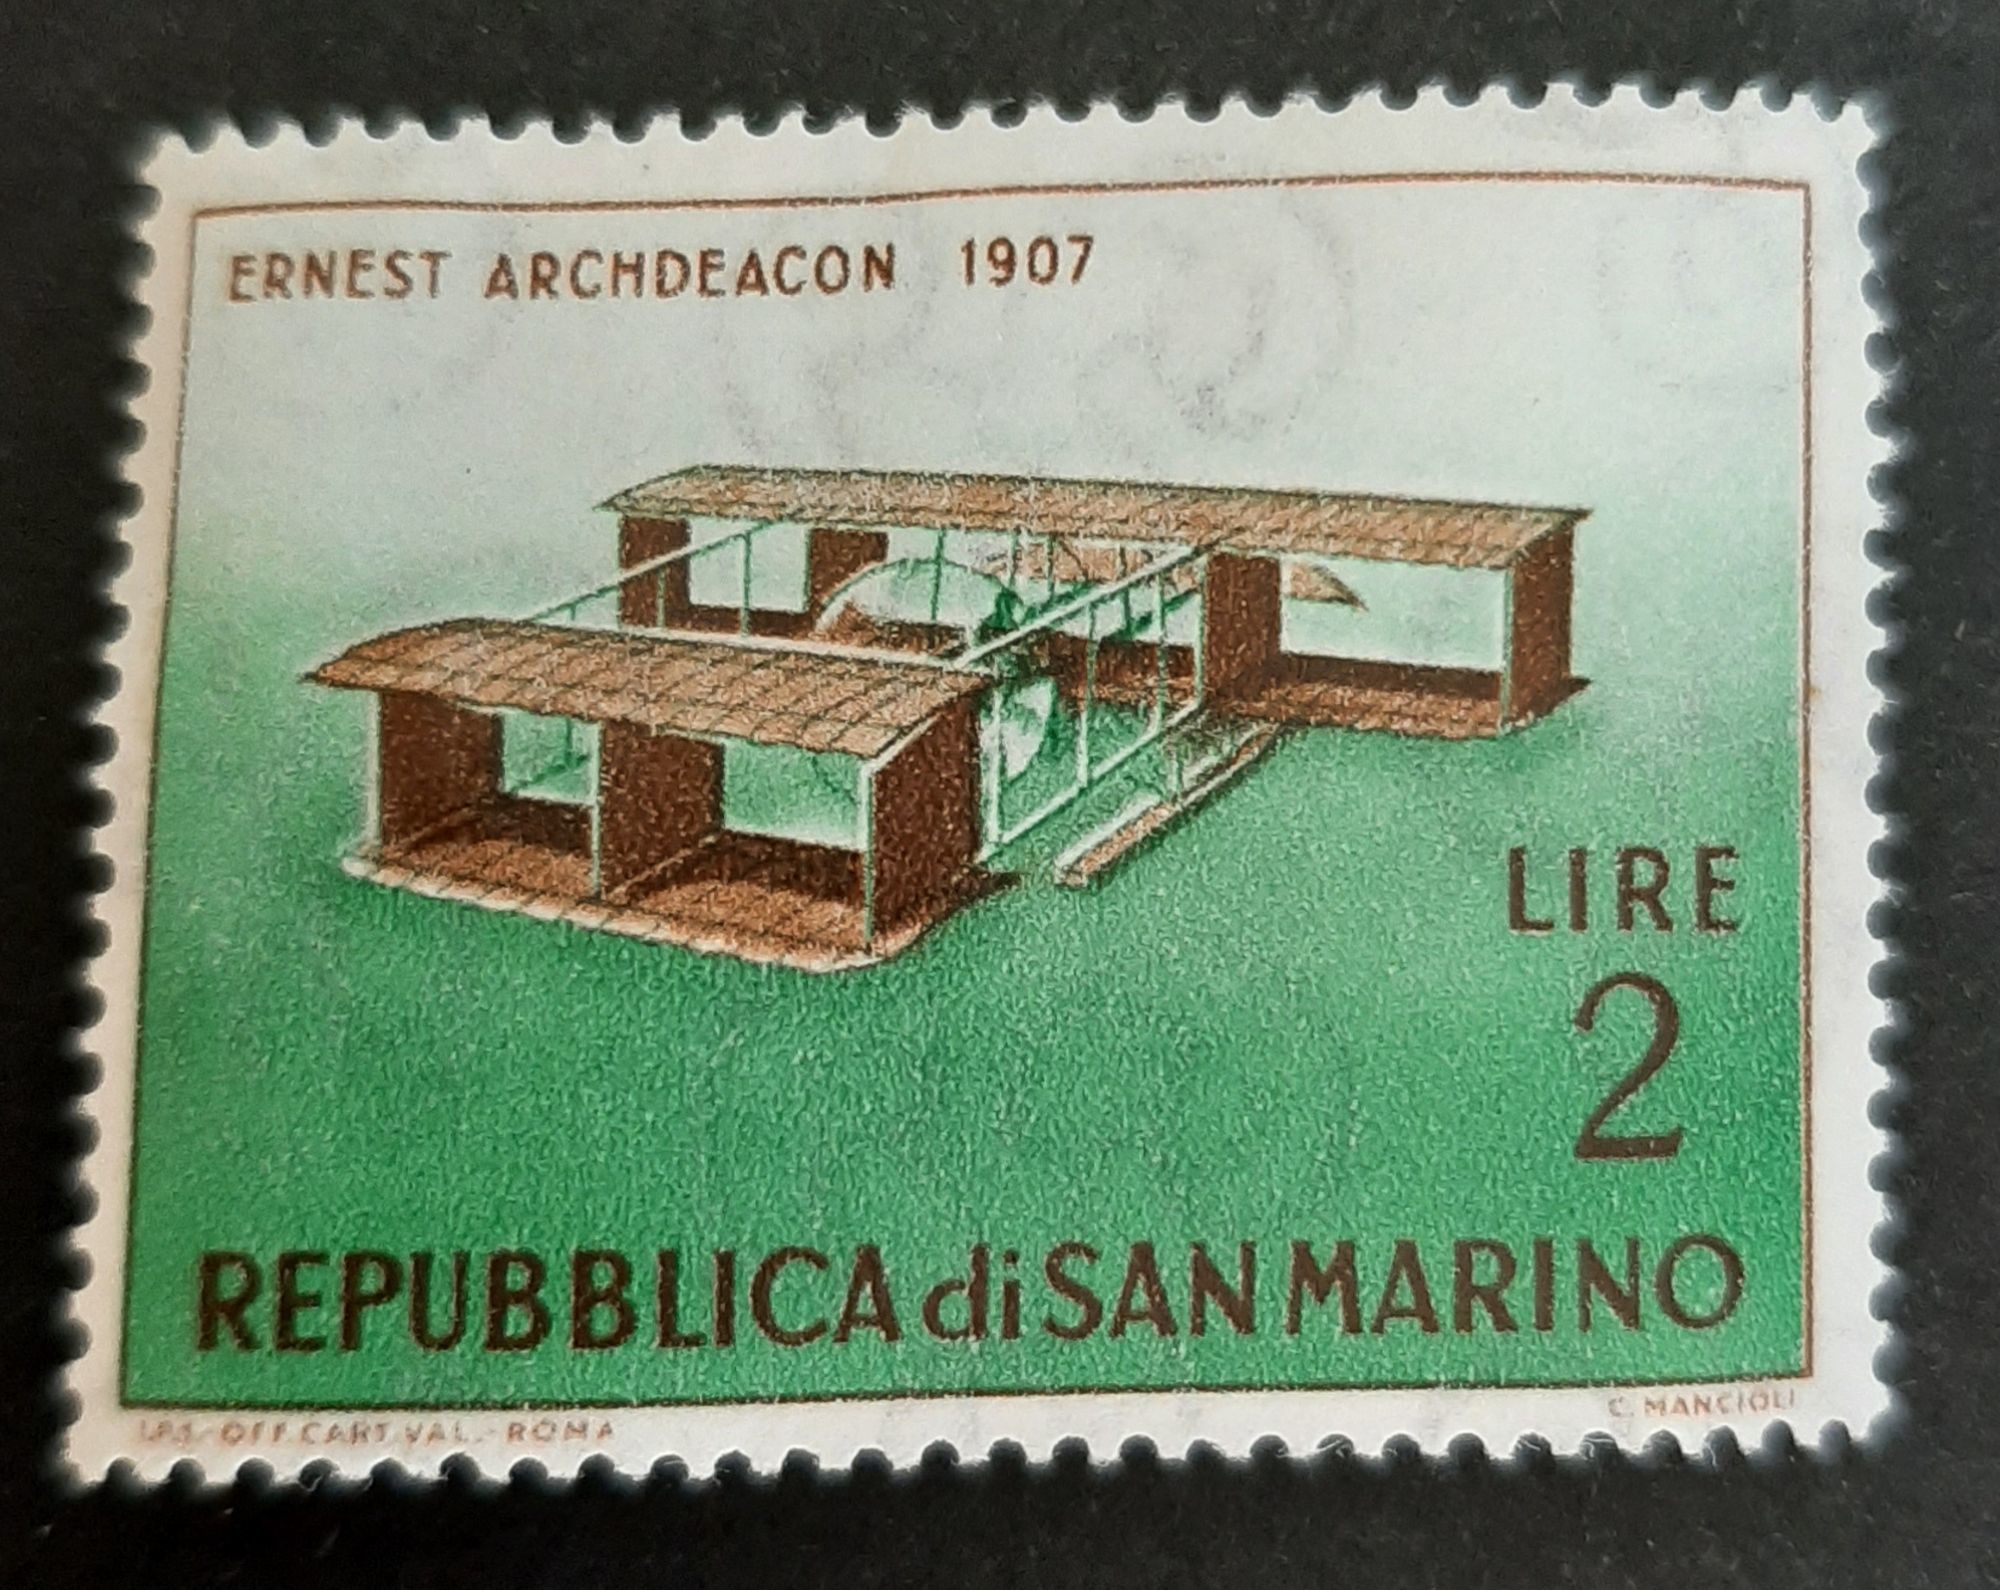 ERNEST ARCHDEACON 1907
LIRE
2
REPUBBLICA di SAN MARINO
I.P.S.-OFF. CART. VAL.-ROMA
C. MANCIOLI